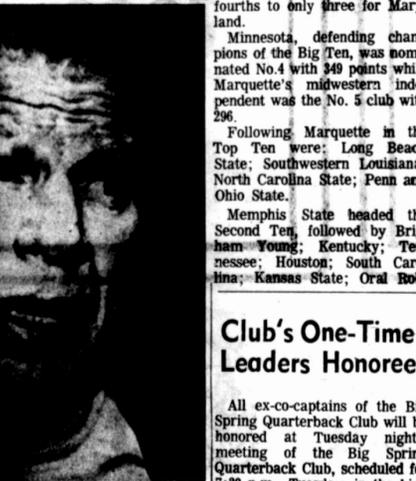 fourths to only three for Mar
land.
Minnesota, defending cham
pions of the Big Ten, was nom
nated No.4 with 349 points whi
Marquette's midwestern inde
pendent was the No. 5 club wit
296.
Following Marquette in th
Top Ten were: Long Beac
State; Southwestern Louisiana
North Carolina State; Penn an
Ohio State.
Memphis State headed th
Second Ten, followed by Bri
ham Young; Kentucky; Te
nessee; Houston; South Car
lina; Kansas State; Oral Ro
Club's One-Time
Leaders Honoree
All ex-co-captains of the B
Spring Quarterback Club will b
honored at Tuesday night
meeting of the Big Sprin
Quarterback Club, scheduled f